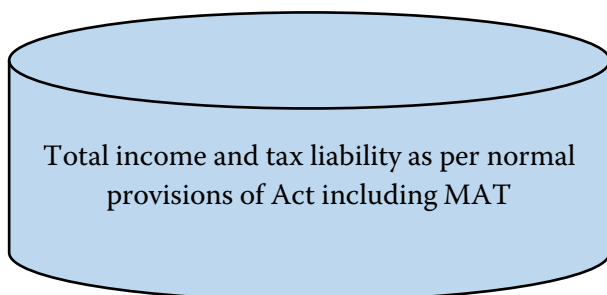 Total income and tax liability as per normal
provisions of Act including MAT